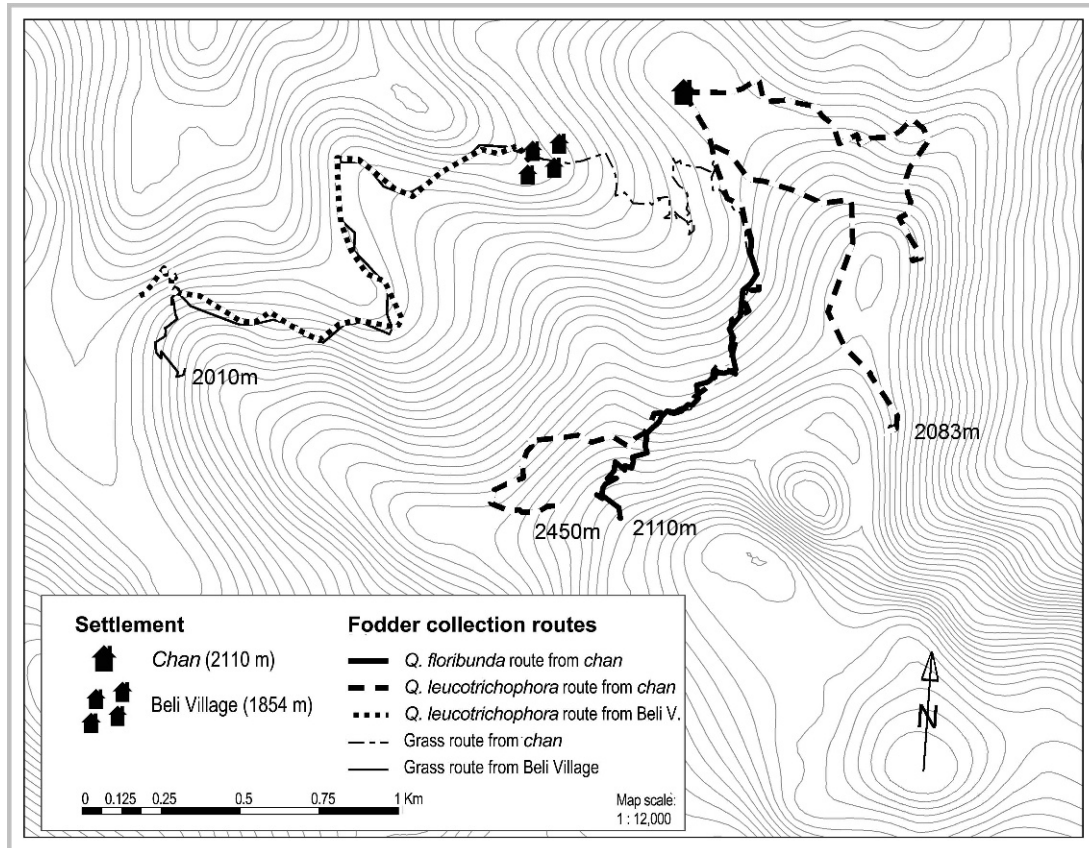 2010m
2083m
2450m
2110m
Settlement
Chan (2110 m)
Beli Village (1854 m)
Fodder collection routes
Q. floribunda route from chan
Q. leucotrichophora route from chan
Q. leucotrichophora route from Beli V.
Grass route from chan
Grass route from Beli Village
0 0.125 0.25 0.5 0.75 1 Km
Map scale:
1 : 12,000
N